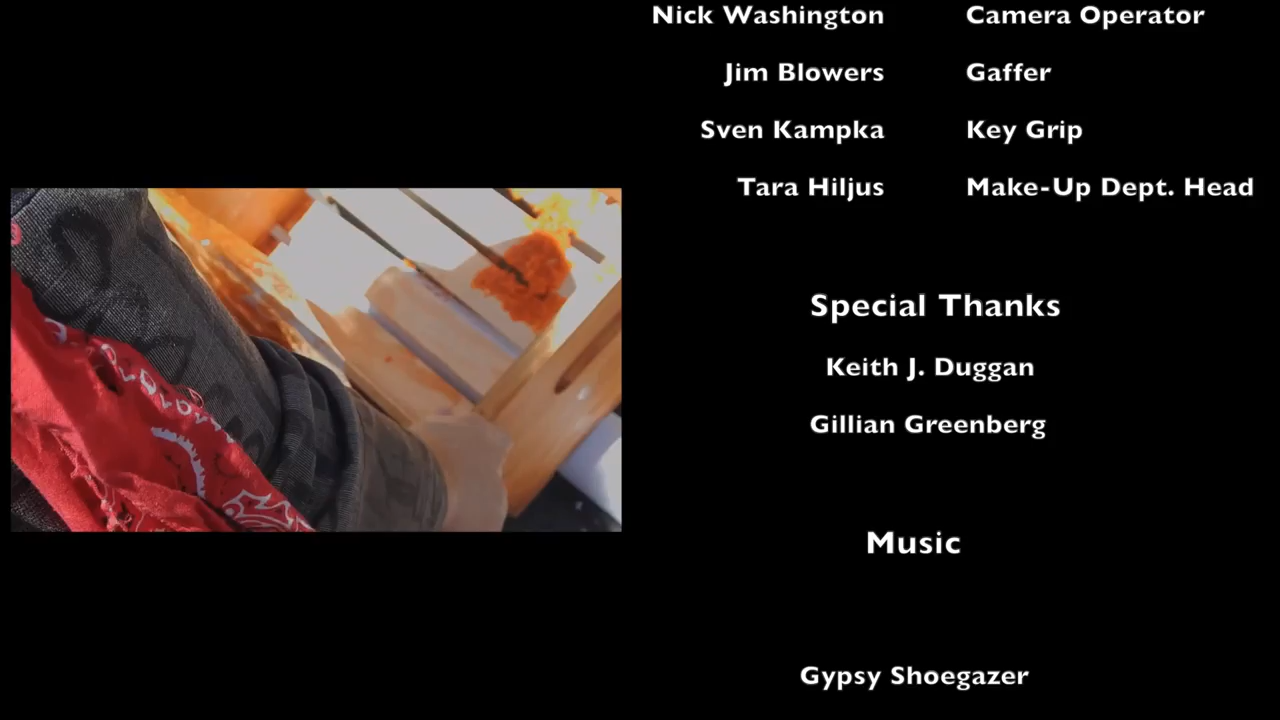 Nick Washington Camera Operator
Jim Blowers Gaffer
Sven Kampka Key Grip
Tara Hiljus Make-Up Dept. Head
Special Thanks
Keith J. Duggan
Gillian Greenberg
Music
Gypsy Shoegazer